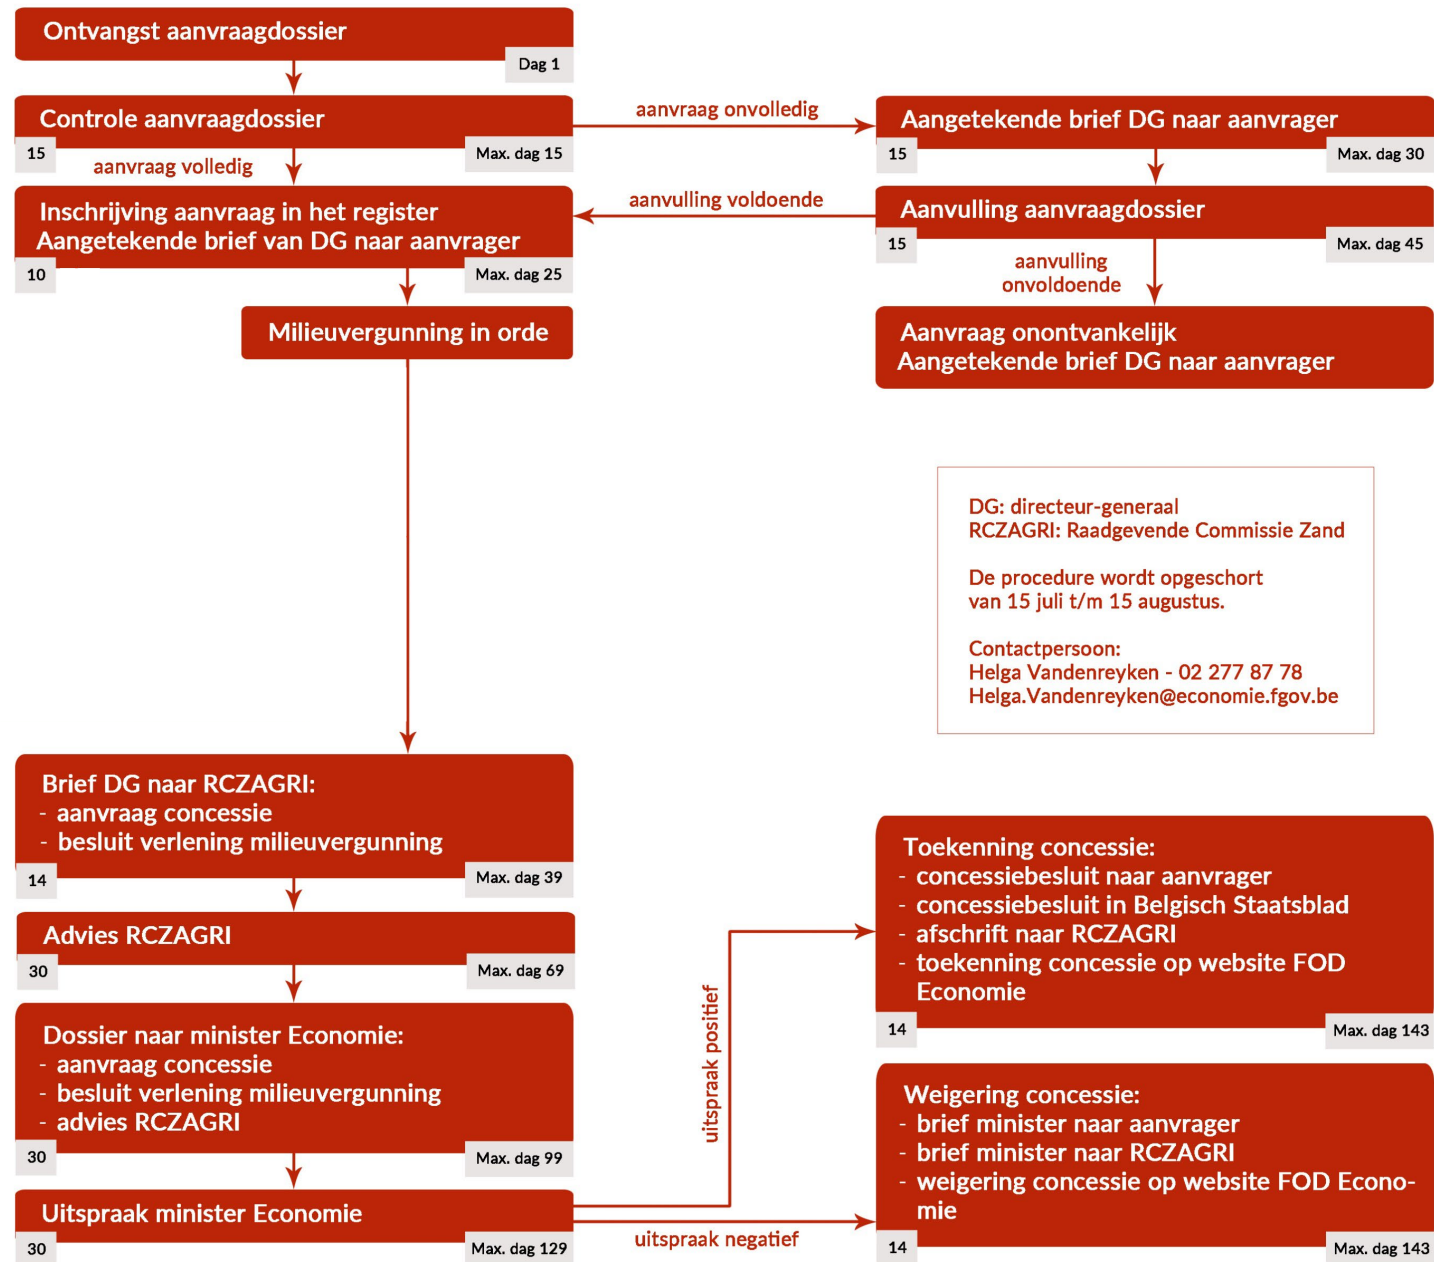 Ontvangst aanvraagdossier
Dag 1
Controle aanvraagdossier
15
Max. dag 15
aanvraag onvolledig
Aangetekende brief DG naar aanvrager
15
Max. dag 30
aanvraag volledig
Inschrijving aanvraag in het register
Aangetekende brief van DG naar aanvrager
10
Max. dag 25
aanvulling voldoende
Aanvulling aanvraagdossier
15
Max. dag 45
aanvulling
onvoldoende
Milieuvergunning in orde
Aanvraag onontvankelijk
Aangetekende brief DG naar aanvrager
DG: directeur-generaal
RCZAGRI: Raadgevende Commissie Zand
De procedure wordt opgeschort
van 15 juli t/m 15 augustus.
Contactpersoon:
Helga Vandenreyken - 02 277 87 78
Helga.Vandenreyken@economie.fgov.be
Brief DG naar RCZAGRI:
- aanvraag concessie
- besluit verlening milieuvergunning
14
Max. dag 39
Advies RCZAGRI
30
Max. dag 69
Dossier naar minister Economie:
- aanvraag concessie
- besluit verlening milieuvergunning
- advies RCZAGRI
30
Max. dag 99
Uitspraak minister Economie
30
Max. dag 129
uitspraak positief
Toekenning concessie:
- concessiebesluit naar aanvrager
- concessiebesluit in Belgisch Staatsblad
- afschrift naar RCZAGRI
- toekenning concessie op website FOD
Economie
14
Max. dag 143
uitspraak negatief
Weigering concessie:
- brief minister naar aanvrager
- brief minister naar RCZAGRI
- weigering concessie op website FOD Econo-
mie
14
Max. dag 143